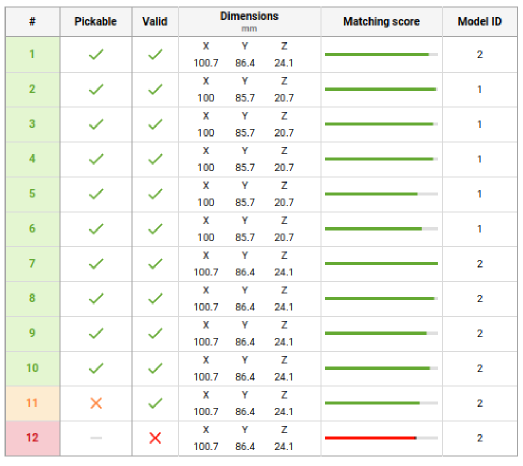 # Pickable Valid Dimensions Matching score Model ID
mm
X Y Z
1 100.7 86.4 24.1 2
X Y Z
2 100 85.7 20.7 1
X Y Z
3 100 85.7 20.7 1
X Y Z
4 100 85.7 20.7 1
X Y Z
5 100 85.7 20.7 1
X Y Z
6 100 85.7 20.7 1
X Y Z
7 100.7 86.4 24.1 2
X Y Z
8 100.7 86.4 24.1 2
X Y Z
9 100.7 86.4 24.1 2
X Y Z
10 100.7 86.4 24.1 2
X Y Z
11 100.7 86.4 24.1 2
X Y Z
12 100.7 86.4 24.1 2